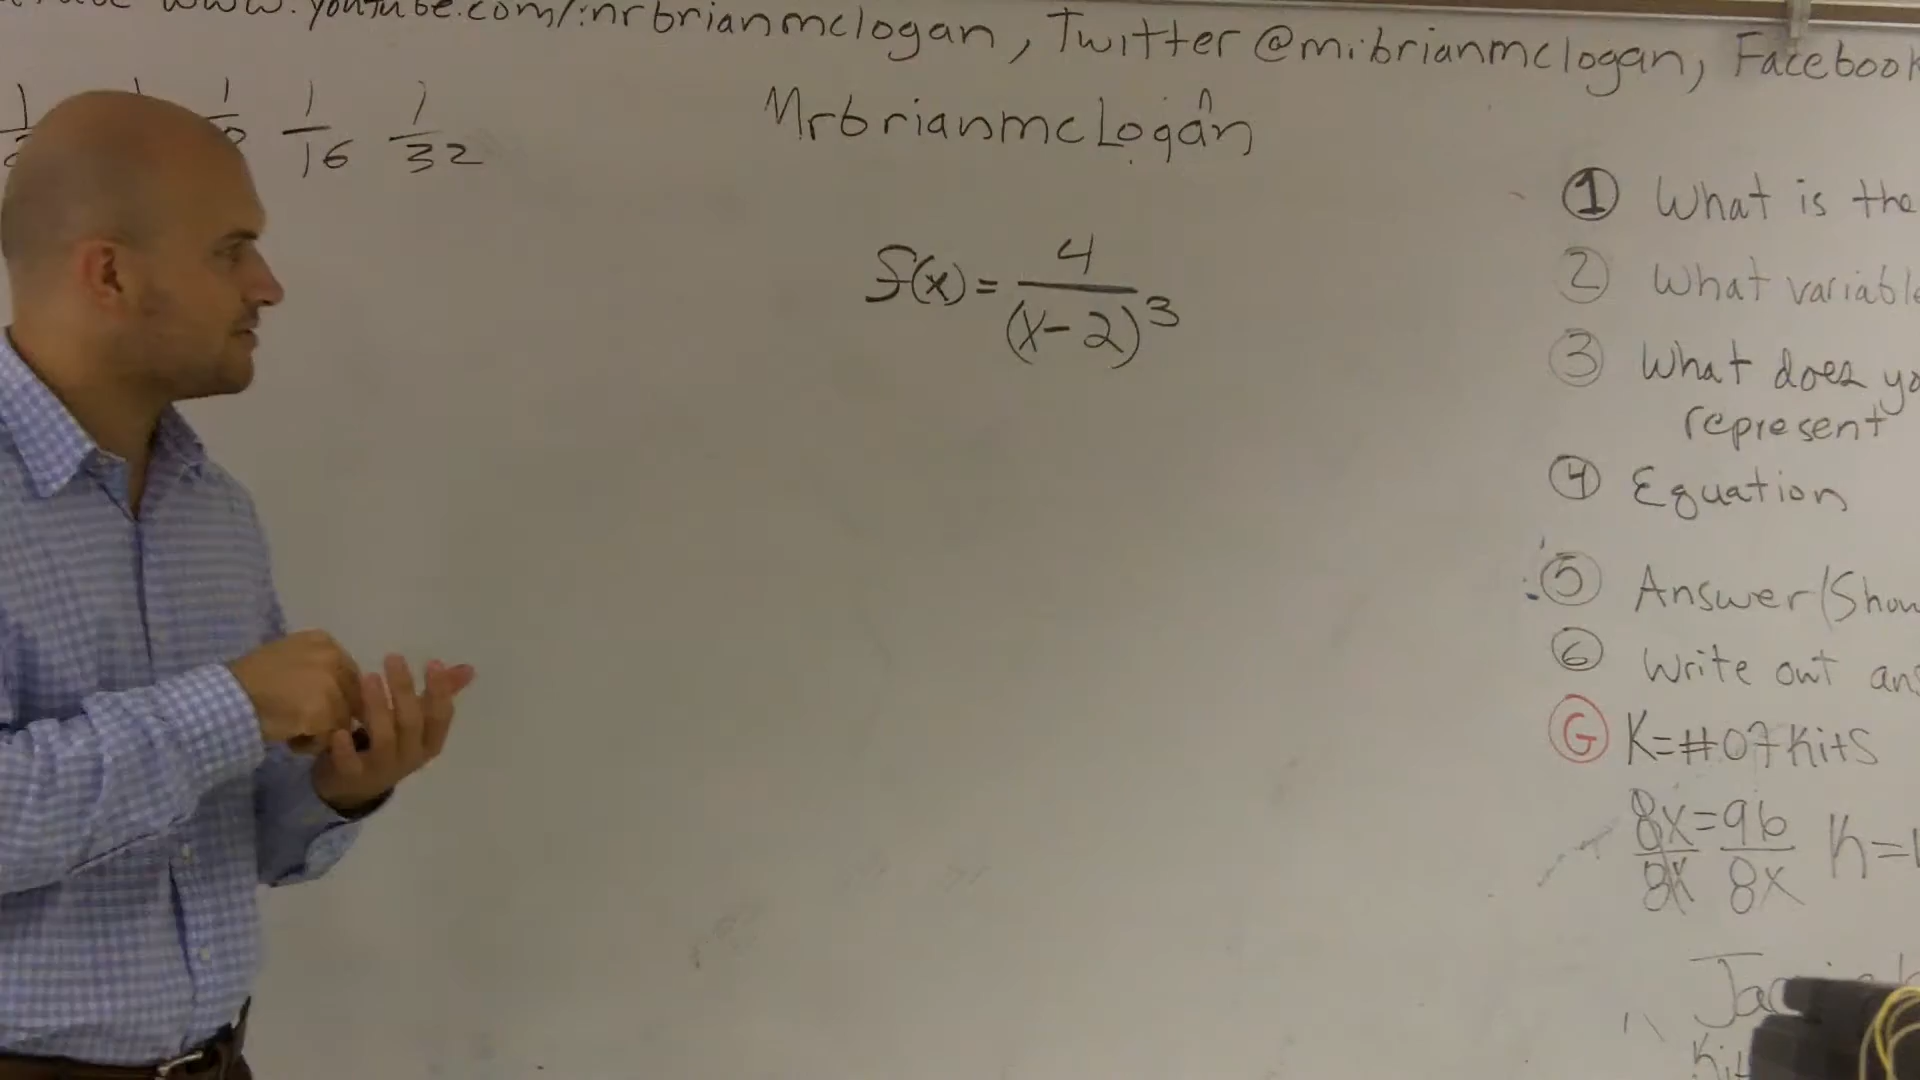 www.youtube.com/mrbrianmclogan, Twitter @mrbrianmclogan, Facebook
MrbrianmcLogan
1/16 1/32
f(x) = 4/(x-2)^3
① What is the
② What variable
③ What does yo
represent
④ Equation
⑤ Answer (Show
⑥ Write out ans
G K=#of Kits
8x=96
8x 8x